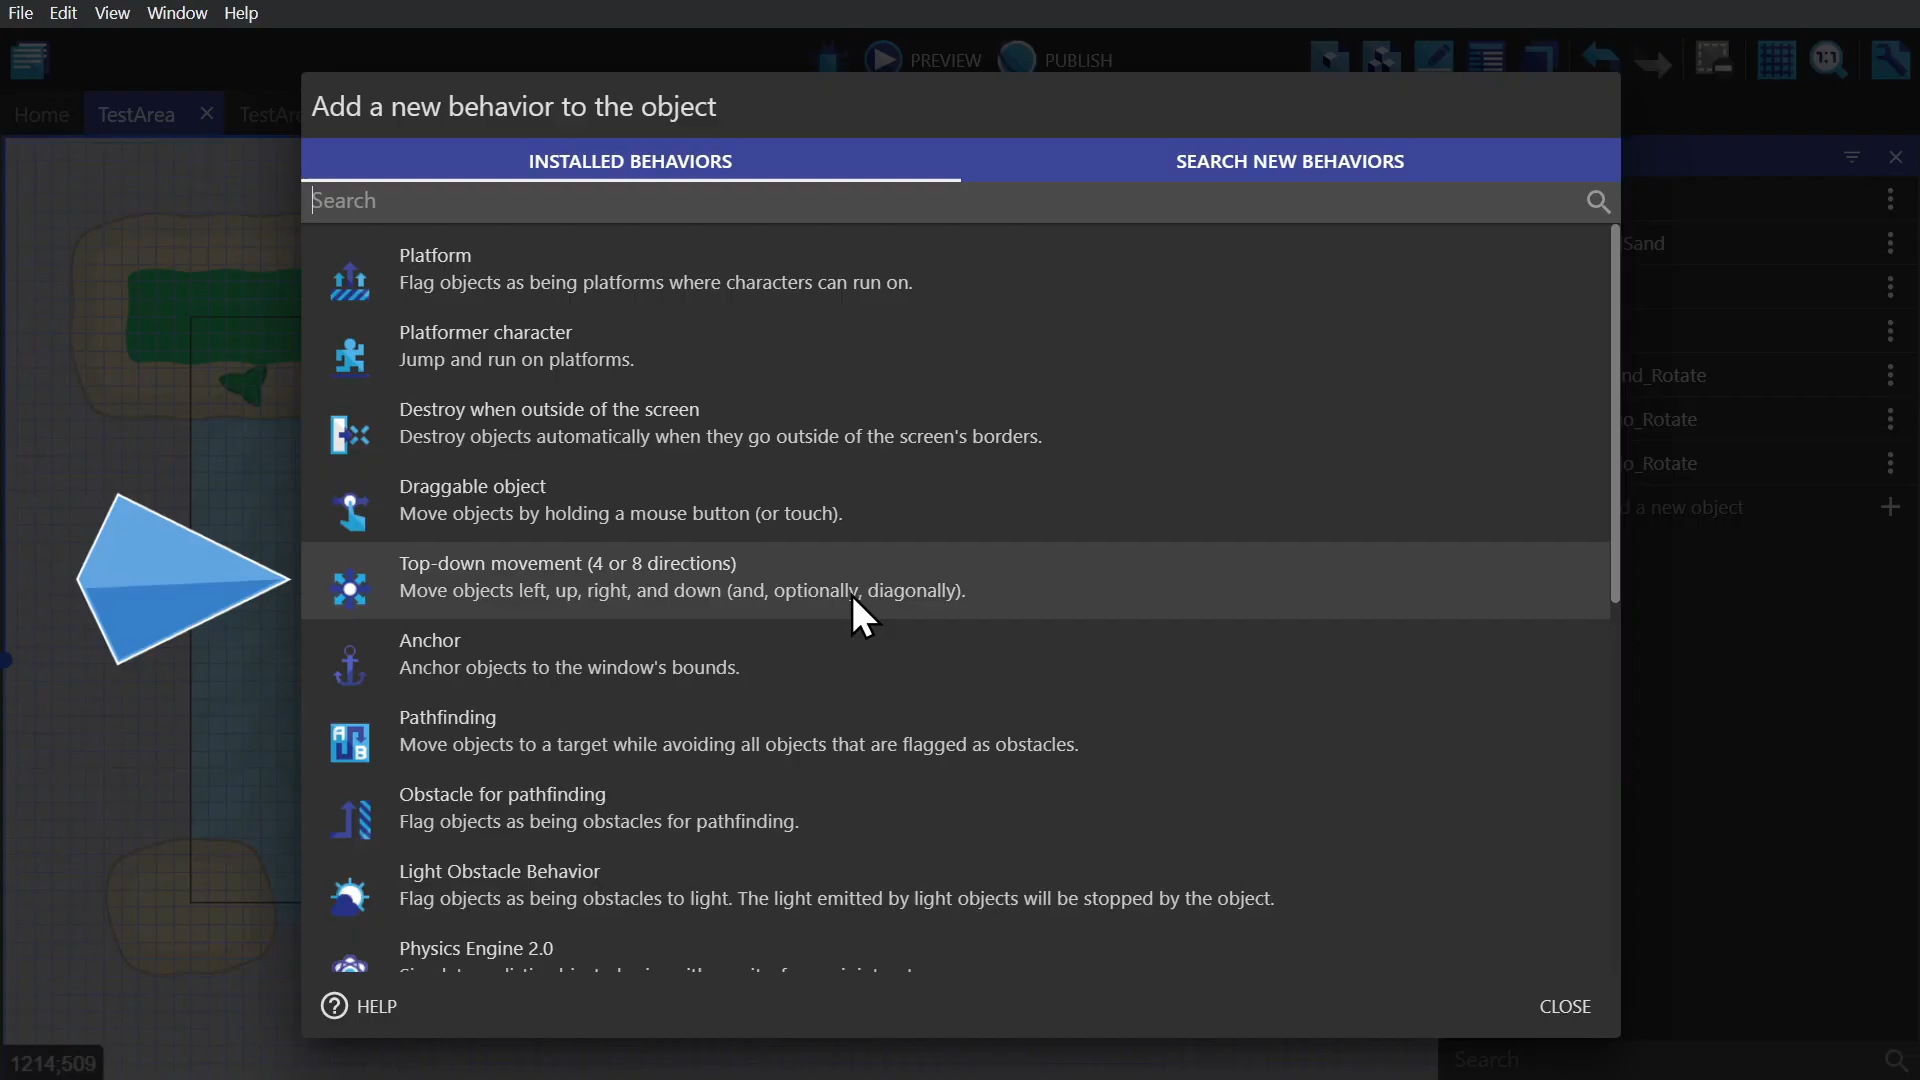 File Edit View Window Help
PREVIEW PUBLISH 1:1
Add a new behavior to the object
Home TestArea TestAr
INSTALLED BEHAVIORS SEARCH NEW BEHAVIORS
Search
Platform
Flag objects as being platforms where characters can run on.
Sand
Platformer character
Jump and run on platforms.
nd_Rotate
Destroy when outside of the screen
Destroy objects automatically when they go outside of the screen's borders.
o_Rotate
o_Rotate
Draggable object
Move objects by holding a mouse button (or touch).
d a new object
Top-down movement (4 or 8 directions)
Move objects left, up, right, and down (and, optionally, diagonally).
Anchor
Anchor objects to the window's bounds.
Pathfinding
Move objects to a target while avoiding all objects that are flagged as obstacles.
A B
Obstacle for pathfinding
Flag objects as being obstacles for pathfinding.
Light Obstacle Behavior
Flag objects as being obstacles to light. The light emitted by light objects will be stopped by the object.
Physics Engine 2.0
? HELP CLOSE
1214;509 Search